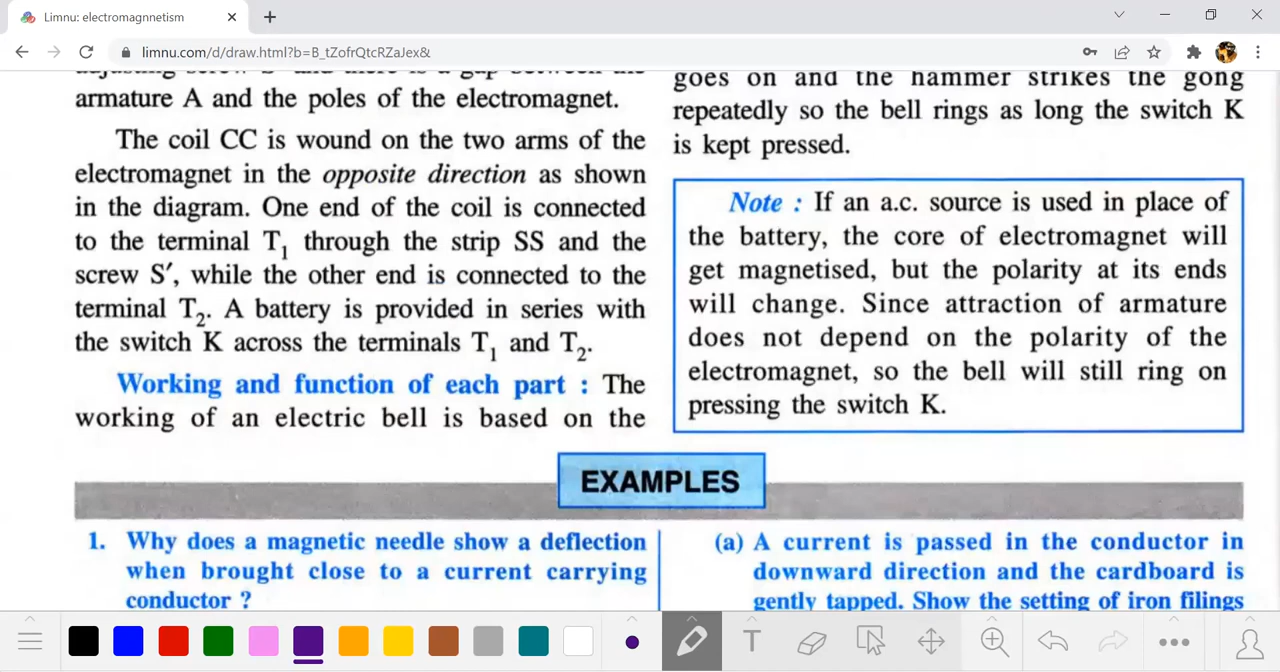 Limnu: electromagnnetism
limnu.com/d/draw.html?b=B_tZofrQtcRZaJex&
adjusting screw S' and there is a gap between the
armature A and the poles of the electromagnet.
The coil CC is wound on the two arms of the
electromagnet in the opposite direction as shown
in the diagram. One end of the coil is connected
to the terminal T₁ through the strip SS and the
screw S′, while the other end is connected to the
terminal T₂. A battery is provided in series with
the switch K across the terminals T₁ and T₂.
Working and function of each part : The
working of an electric bell is based on the
goes on and the hammer strikes the gong
repeatedly so the bell rings as long the switch K
is kept pressed.
Note : If an a.c. source is used in place of
the battery, the core of electromagnet will
get magnetised, but the polarity at its ends
will change. Since attraction of armature
does not depend on the polarity of the
electromagnet, so the bell will still ring on
pressing the switch K.
EXAMPLES
1. Why does a magnetic needle show a deflection
when brought close to a current carrying
conductor ?
(a) A current is passed in the conductor in
downward direction and the cardboard is
gently tapped. Show the setting of iron filings
T